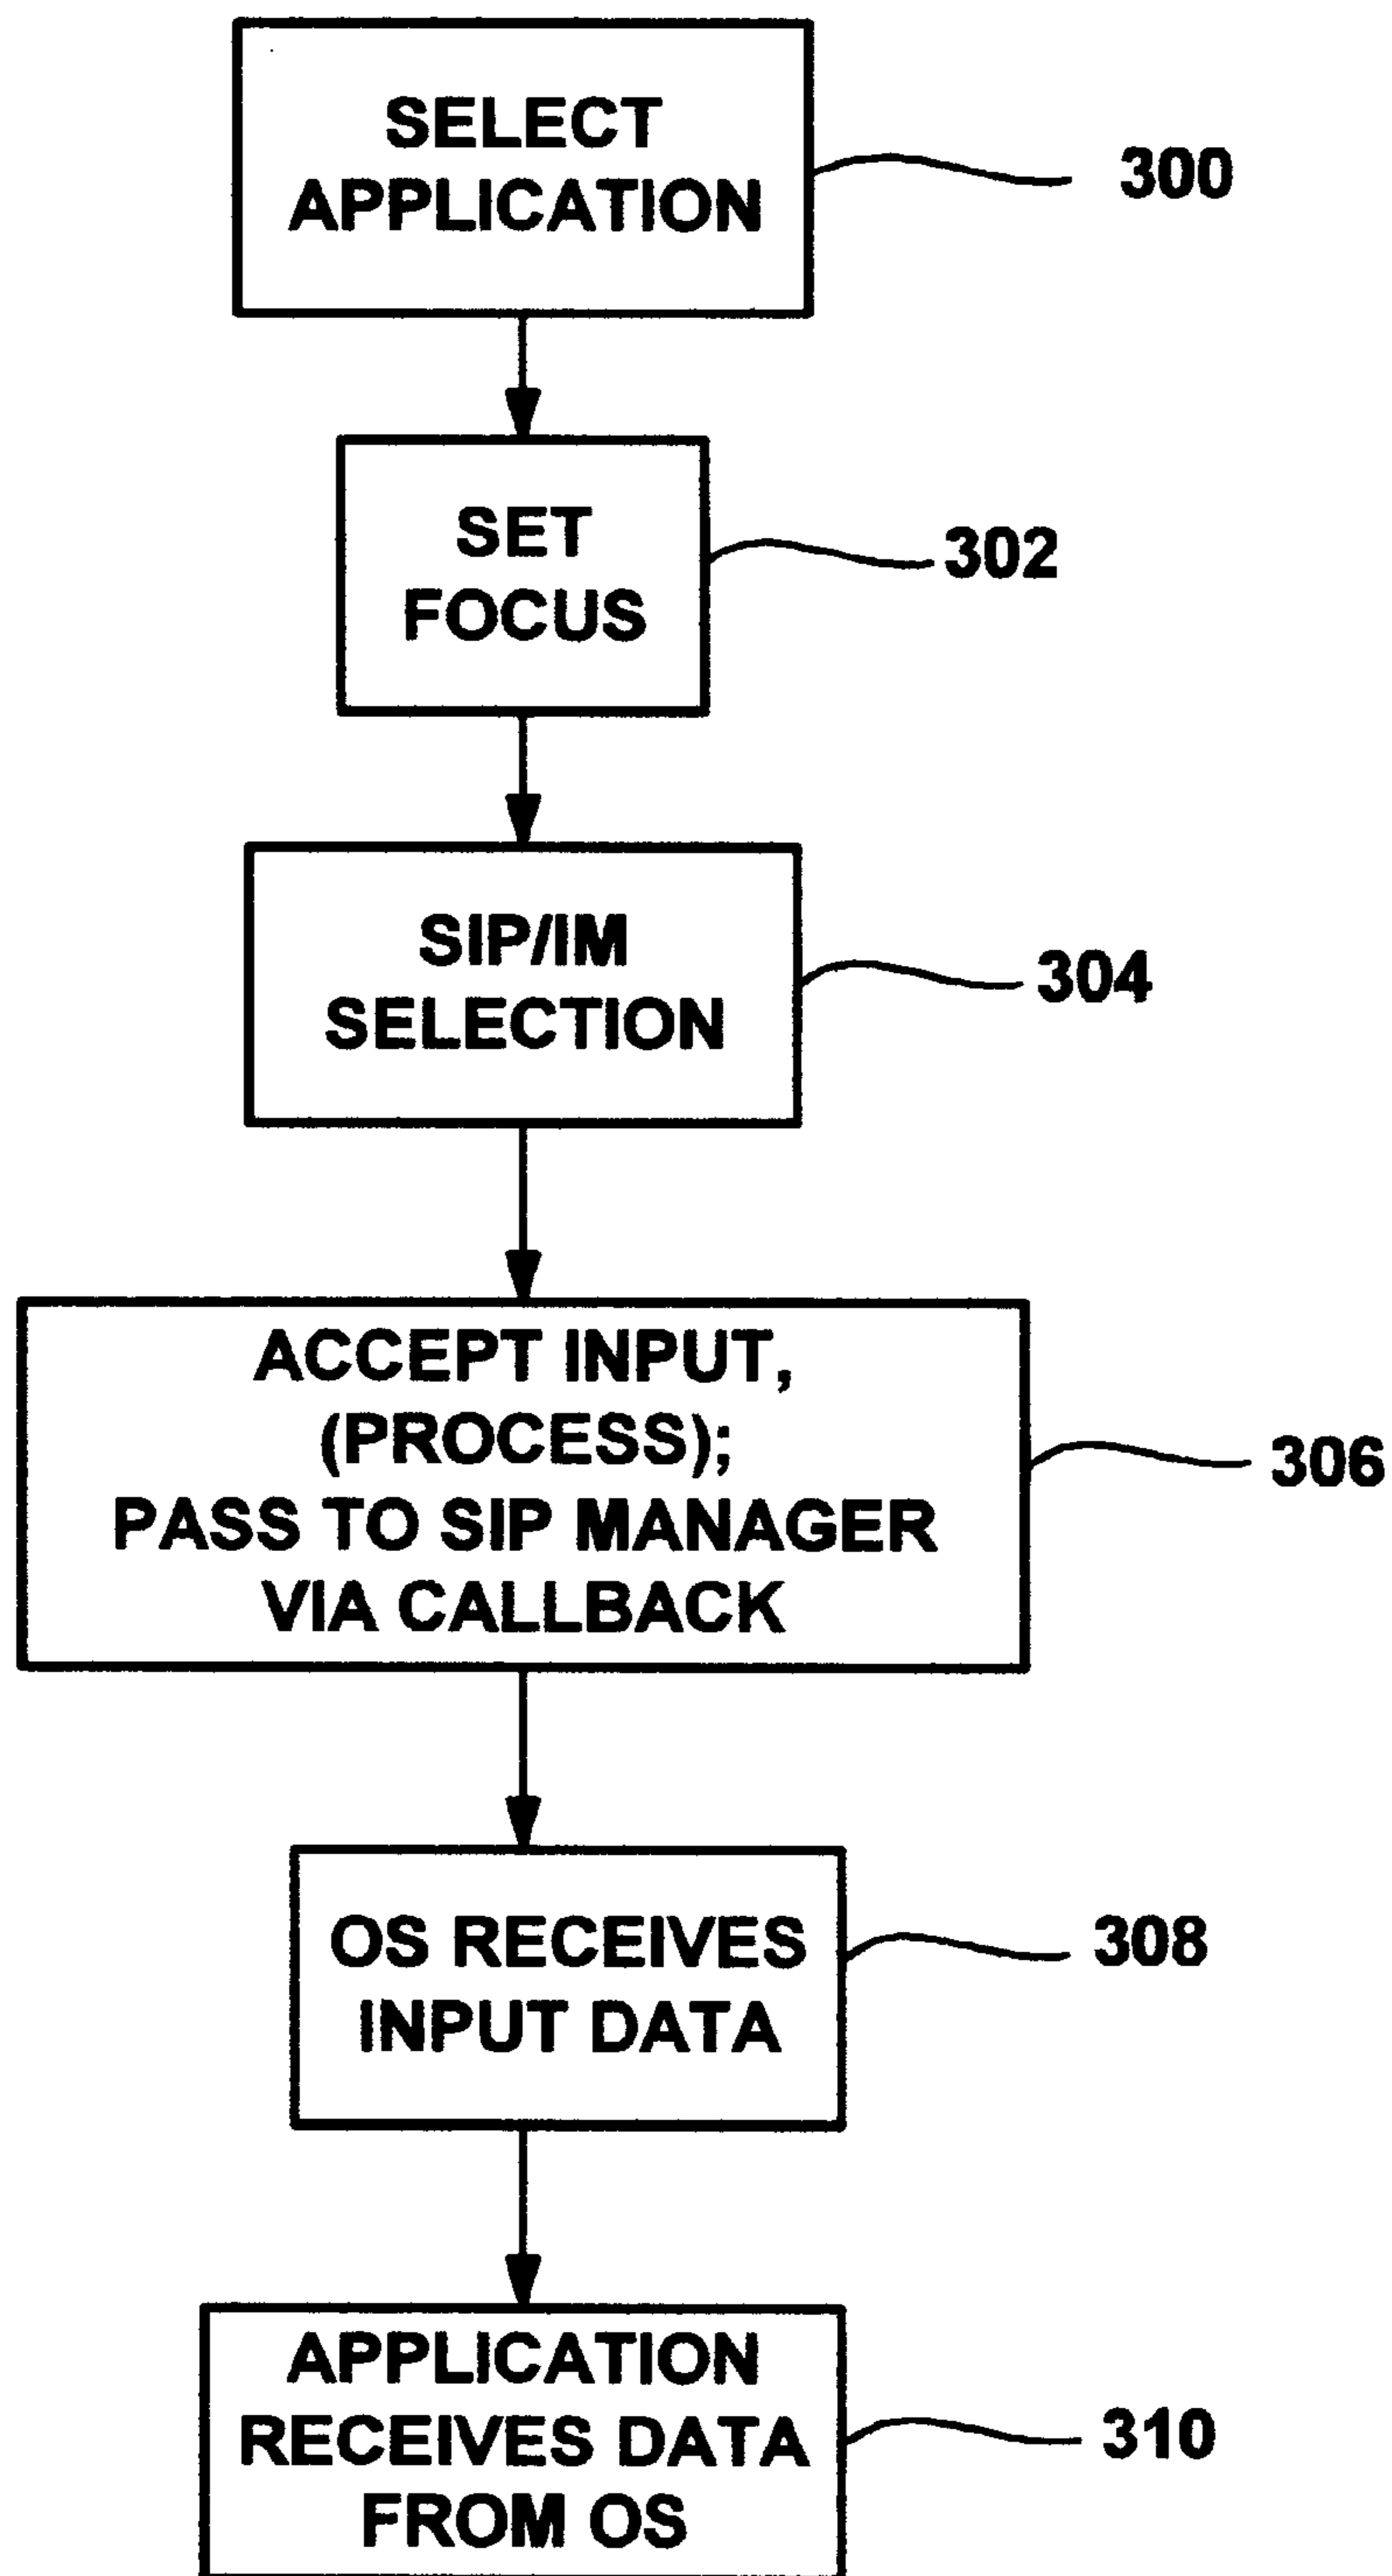 SELECT
APPLICATION
300
SET
FOCUS
302
SIP/IM
SELECTION
304
ACCEPT INPUT,
(PROCESS);
PASS TO SIP MANAGER
VIA CALLBACK
306
OS RECEIVES
INPUT DATA
308
APPLICATION
RECEIVES DATA
FROM OS
310